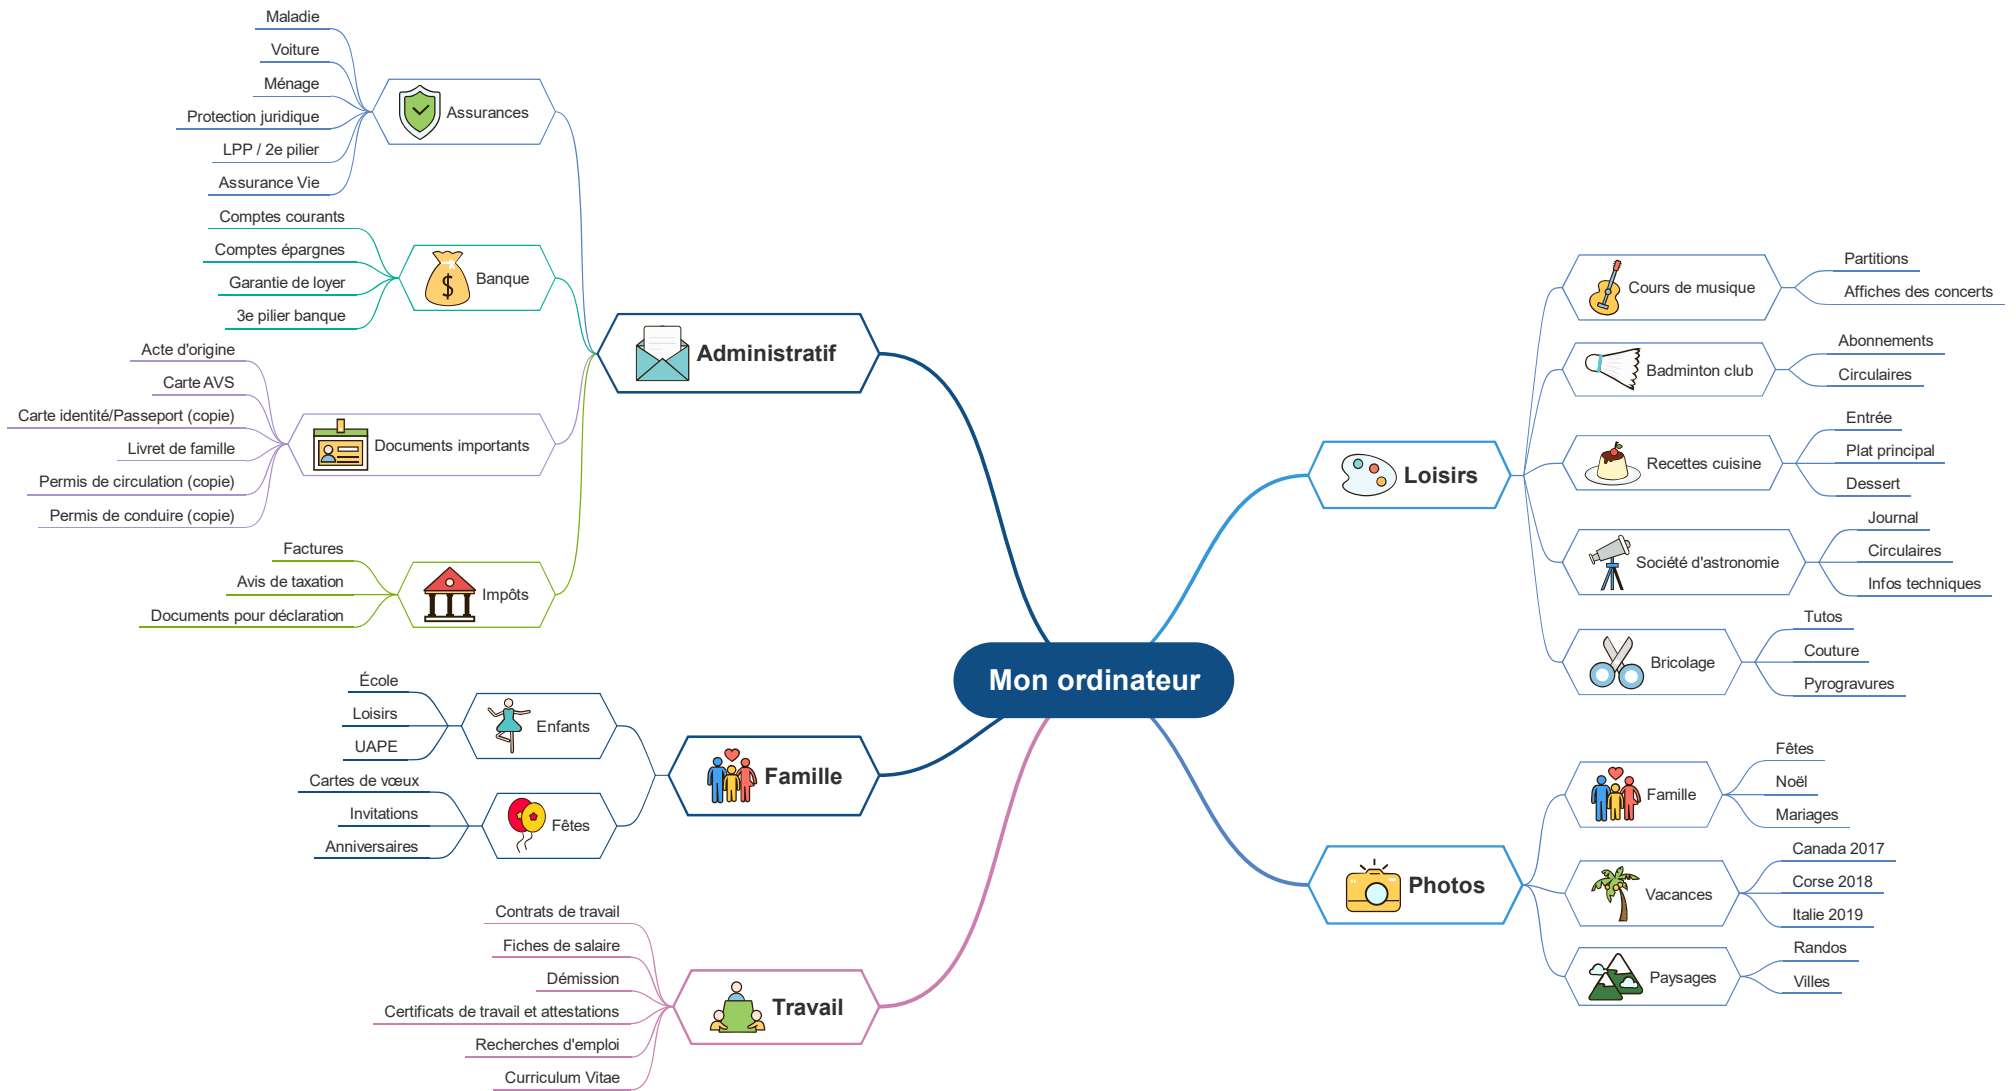 Mon ordinateur
Administratif
Assurances
Maladie
Voiture
Ménage
Protection juridique
LPP / 2e pilier
Assurance Vie
Banque
Comptes courants
Comptes épargnes
Garantie de loyer
3e pilier banque
Documents importants
Acte d'origine
Carte AVS
Carte identité/Passeport (copie)
Livret de famille
Permis de circulation (copie)
Permis de conduire (copie)
Impôts
Factures
Avis de taxation
Documents pour déclaration
Famille
Enfants
École
Loisirs
UAPE
Fêtes
Cartes de vœux
Invitations
Anniversaires
Travail
Contrats de travail
Fiches de salaire
Démission
Certificats de travail et attestations
Recherches d'emploi
Curriculum Vitae
Loisirs
Cours de musique
Partitions
Affiches des concerts
Badminton club
Abonnements
Circulaires
Recettes cuisine
Entrée
Plat principal
Dessert
Société d'astronomie
Journal
Circulaires
Infos techniques
Bricolage
Tutos
Couture
Pyrogravures
Photos
Famille
Fêtes
Noël
Mariages
Vacances
Canada 2017
Corse 2018
Italie 2019
Paysages
Randos
Villes